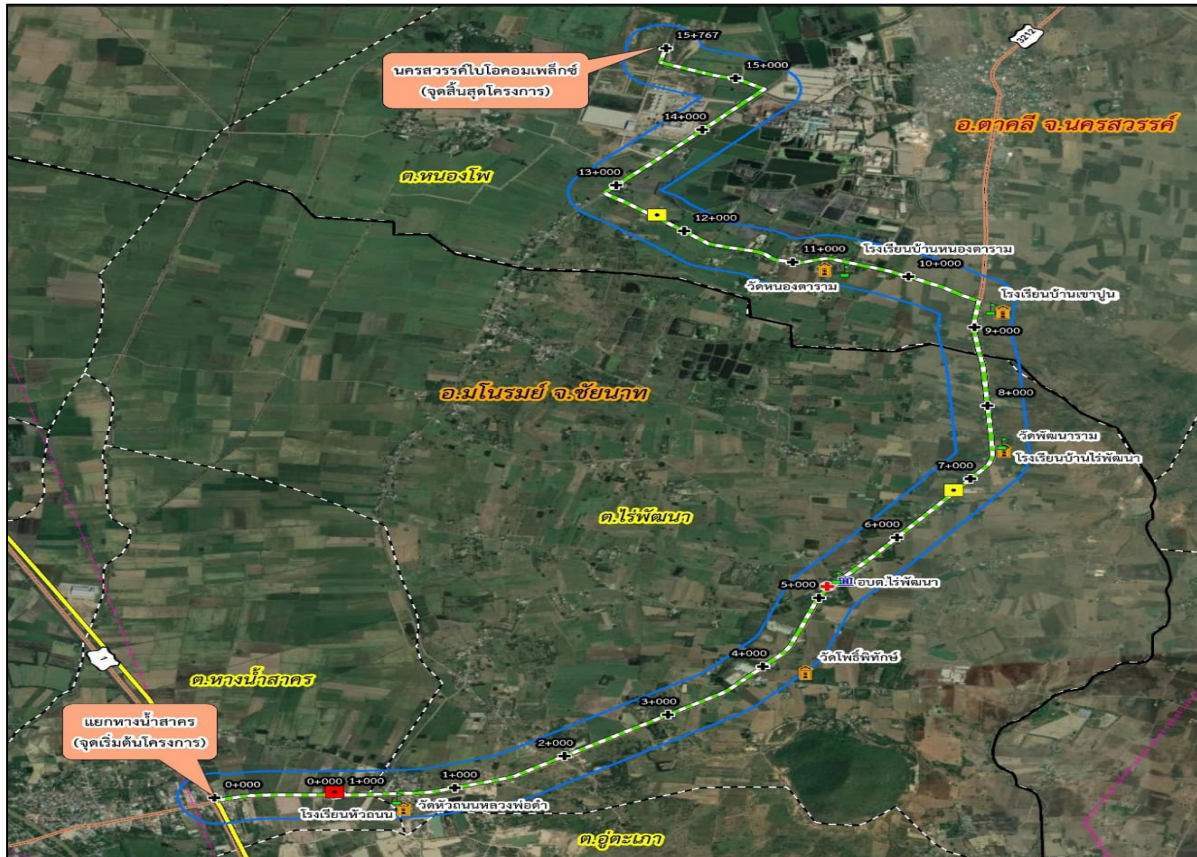 15+767
3212
นครสวรรค์ไบโอคอมเพล็กซ์
(จุดสิ้นสุดโครงการ)
15+000
14+000
อ.ตาคลี จ.นครสวรรค์
ต.หนองโพ
13+000
12+000
11+000
โรงเรียนบ้านหนองตาราม
10+000
วัดหนองตาราม
โรงเรียนบ้านเขาปูน
9+000
อ.มโนรมย์ จ.ชัยนาท
8+000
วัดพัฒนาราม
โรงเรียนบ้านไร่พัฒนา
7+000
ต.ไร่พัฒนา
6+000
5+000
อบต.ไร่พัฒนา
4+000
วัดโพธิ์พิทักษ์
1
ต.หางน้ำสาคร
3+000
แยกหางน้ำสาคร
(จุดเริ่มต้นโครงการ)
2+000
0+000
0+000
1+000
1+000
โรงเรียนหัวถนน
วัดหัวถนนหลวงพ่อดำ
ต.อู่ตะเภา